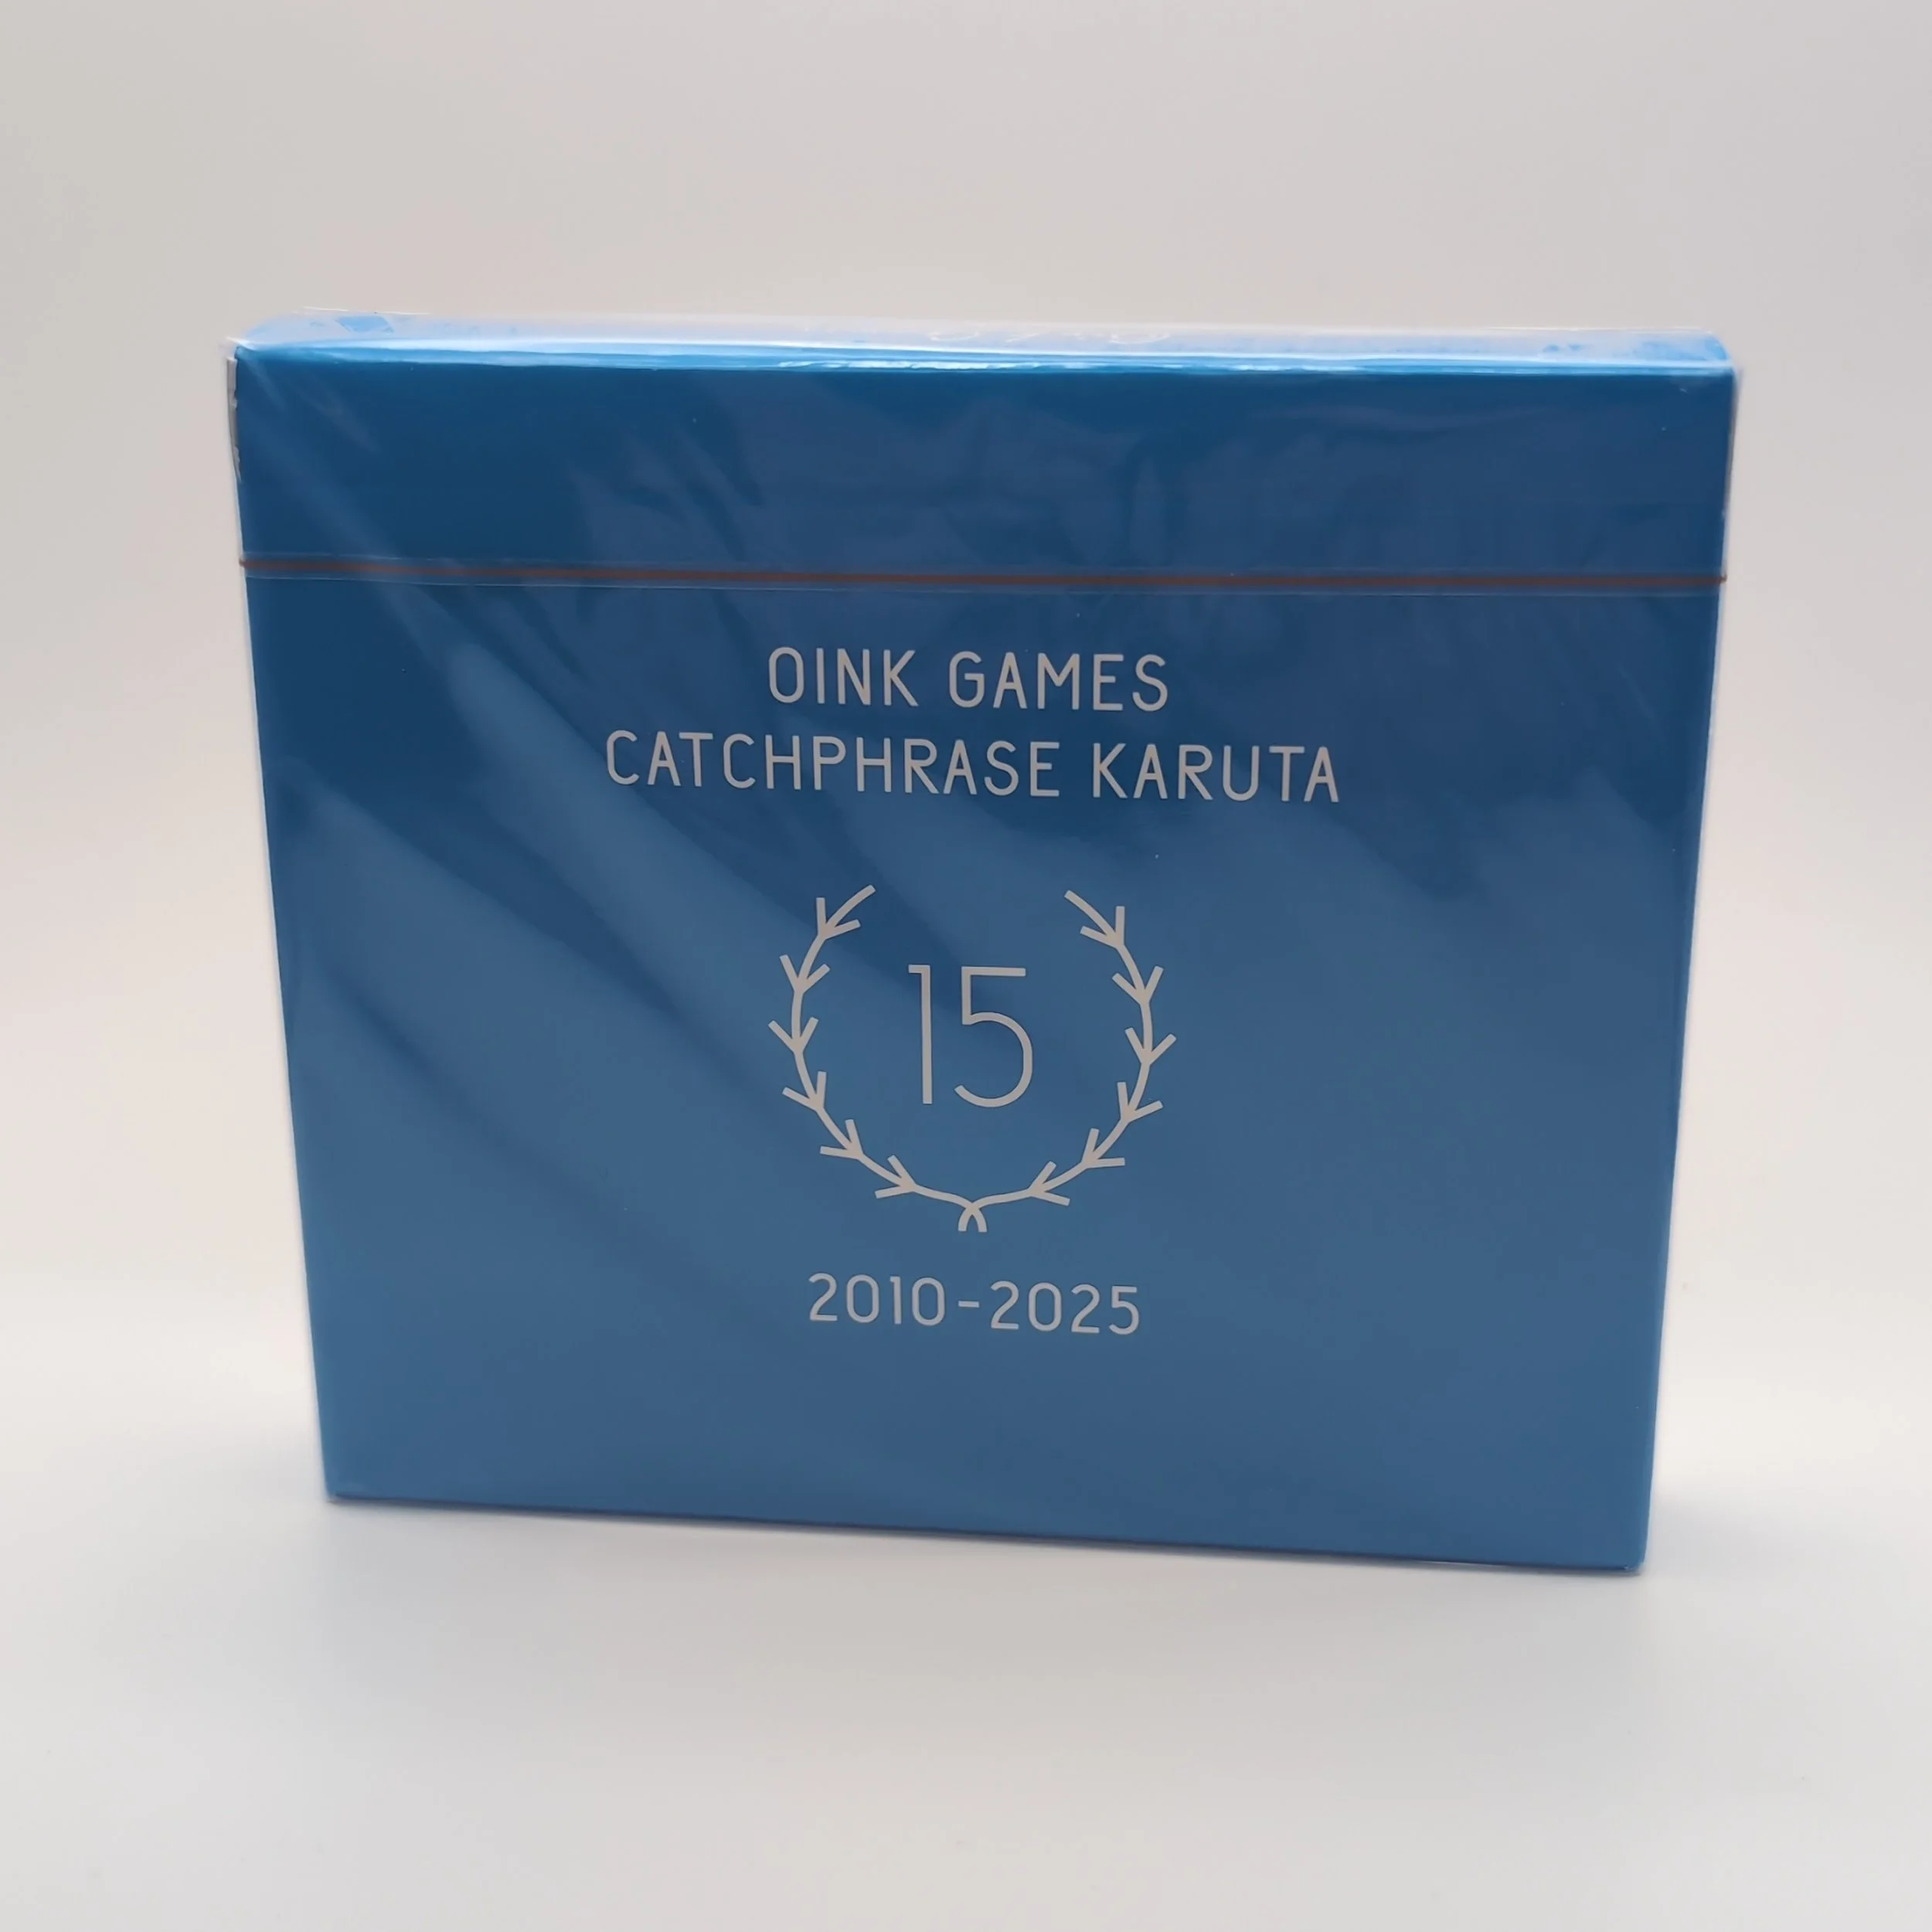 OINK GAMES
CATCHPHRASE KARUTA
15
2010-2025